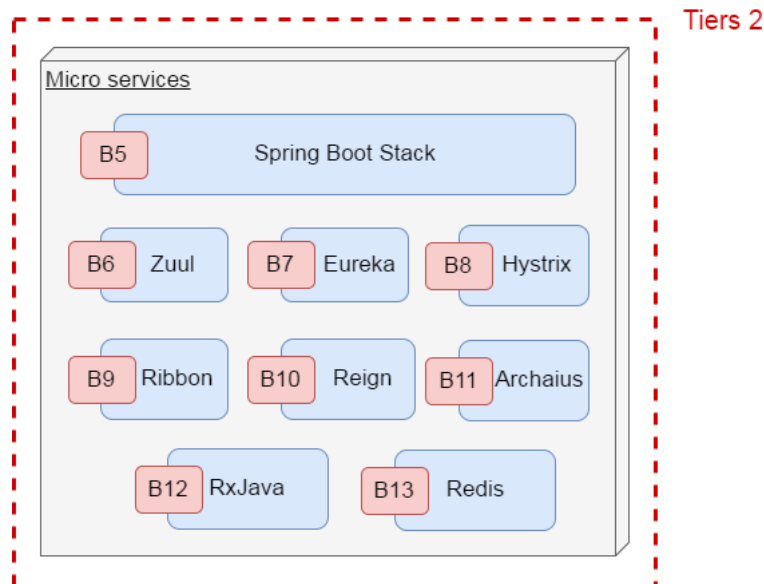 Tiers 2
Micro services
B5 Spring Boot Stack
B6 Zuul B7 Eureka B8 Hystrix
B9 Ribbon B10 Reign B11 Archaius
B12 RxJava B13 Redis